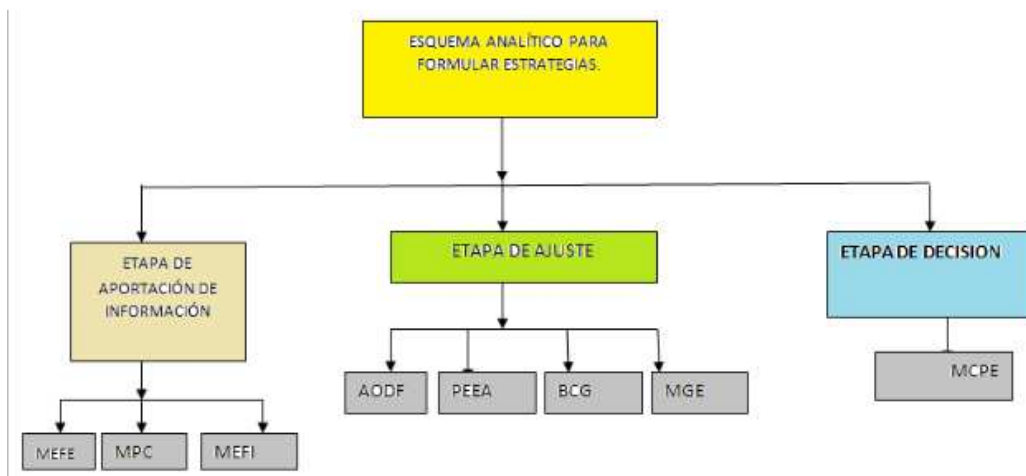 ESQUEMA ANALÍTICO PARA
FORMULAR ESTRATEGIAS.
ETAPA DE
APORTACIÓN DE
INFORMACIÓN
ETAPA DE AJUSTE
ETAPA DE DECISION
MEFE
MPC
MEFI
AODF
PEEA
BCG
MGE
MCPE